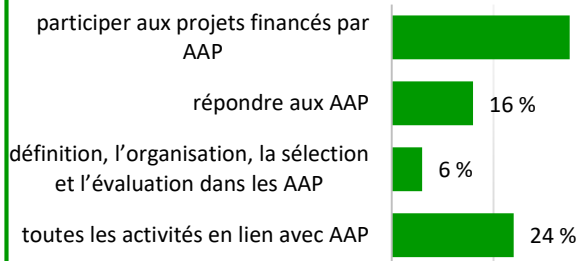 participer aux projets financés par
AAP
répondre aux AAP
16 %
définition, l'organisation, la sélection
et l'évaluation dans les AAP
6 %
toutes les activités en lien avec AAP
24 %